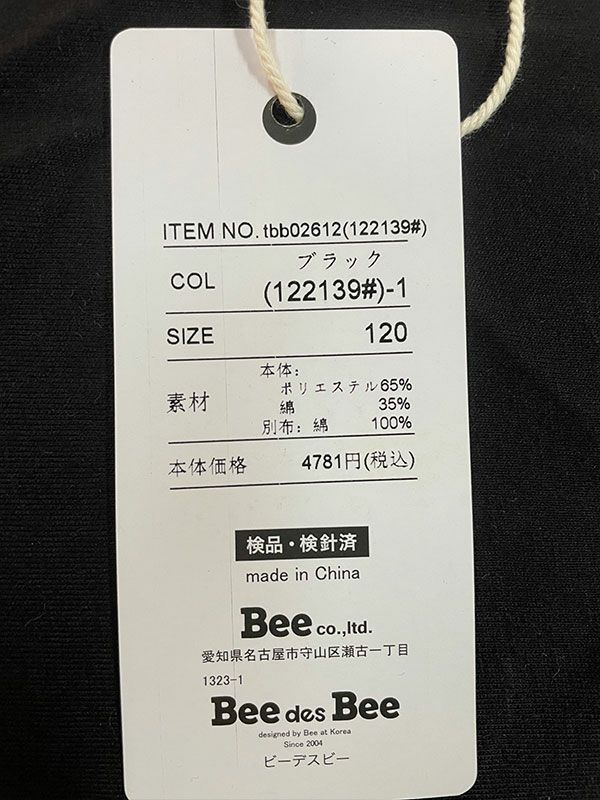 ITEM NO. tbb02612(122139#)
ブラック
COL (122139#)-1
SIZE 120
本体:
ポリエステル65%
素材
綿 35%
別布: 綿 100%
本体価格 4781円(税込)
検品・検針済
made in China
Bee co.,ltd.
愛知県名古屋市守山区瀬古一丁目
1323-1
Bee des Bee
designed by Bee at Korea
Since 2004
ビーデスビー